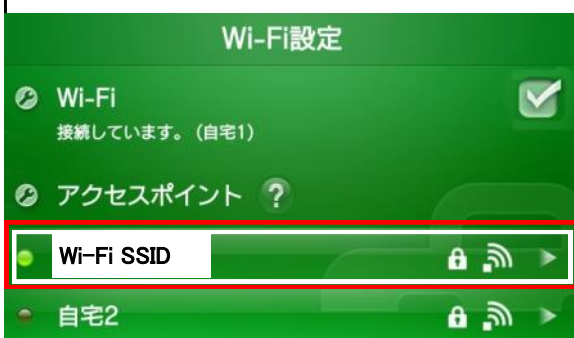 Wi-Fi設定
Wi-Fi
接続しています。(自宅1)
アクセスポイント ?
Wi-Fi SSID
自宅2